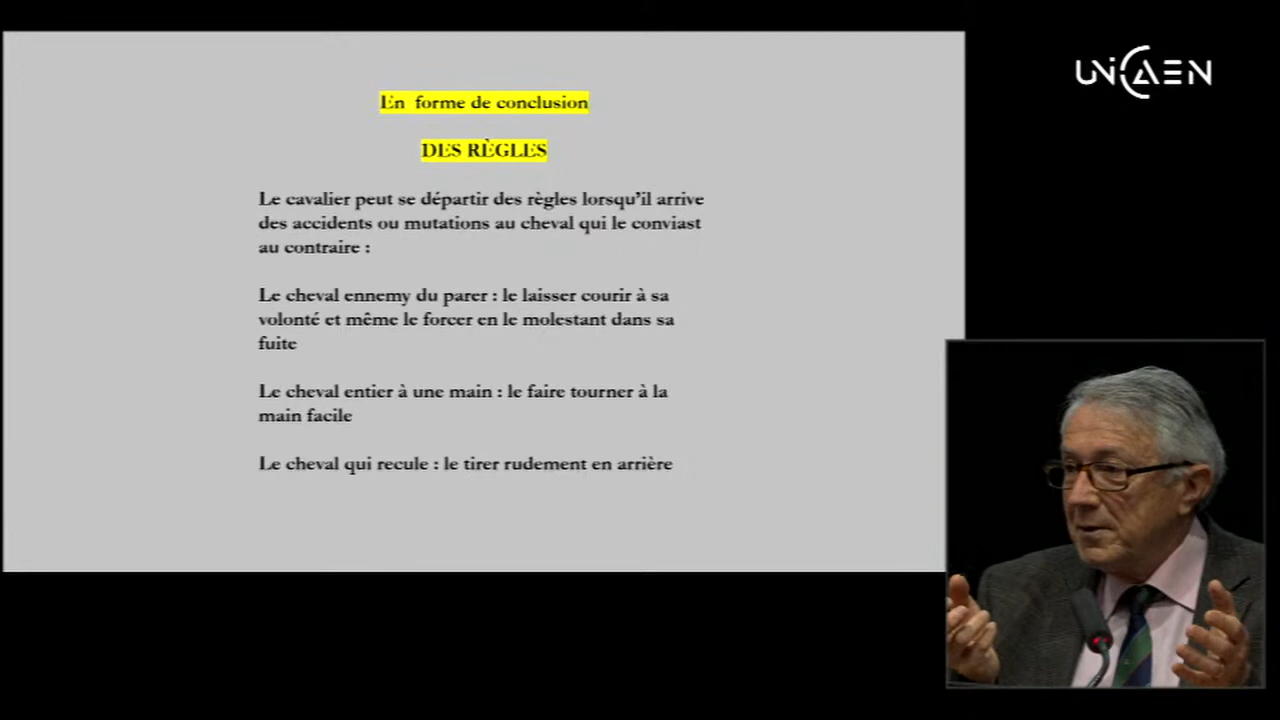 UNICAEN
En forme de conclusion
DES RÈGLES
Le cavalier peut se départir des règles lorsqu'il arrive
des accidents ou mutations au cheval qui le conviast
au contraire :
Le cheval ennemy du parer : le laisser courir à sa
volonté et même le forcer en le molestant dans sa
fuite
Le cheval entier à une main : le faire tourner à la
main facile
Le cheval qui recule : le tirer rudement en arrière